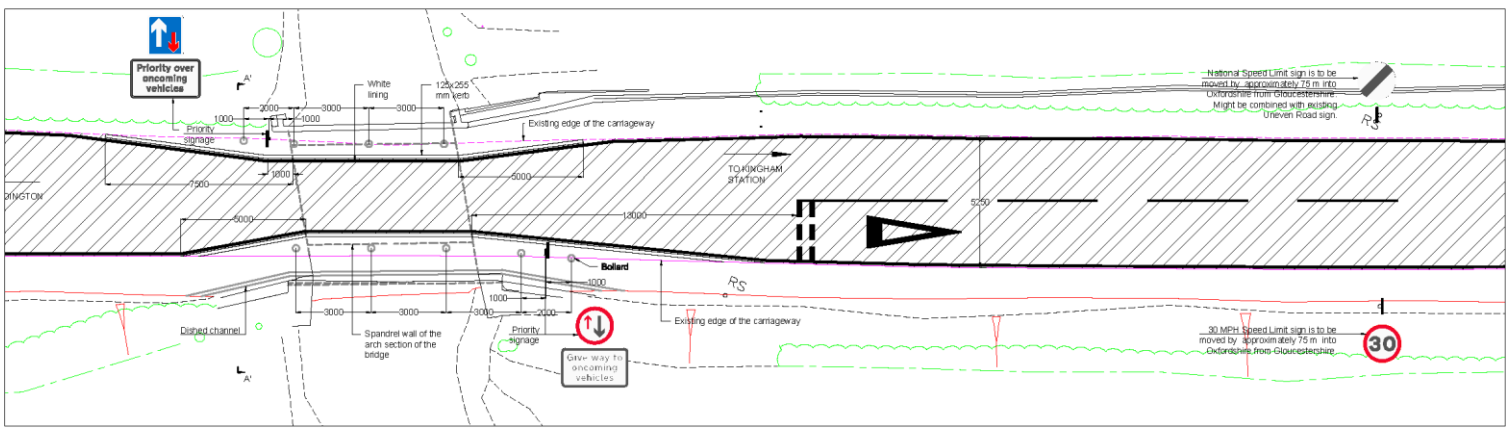 Priority over
oncoming
vehicles
A'
White
lining
125x255
mm kerb
National Speed Limit sign is to be
moved by approximately 75 m into
Oxfordshire from Gloucestershire.
Might be combined with existing
Uneven Road sign.
2000
3000
3000
1000
1000
Priority
signage
Existing edge of the carriageway
RS
7500
1000
5000
TO KINGHAM
STATION
DINGTON
5000
13000
5250
Bollard
RS
1000
1000
3000
3000
3000
2000
Dished channel
Spandrel wall of the
arch section of the
bridge
Priority
signage
Existing edge of the carriageway
Give way to
oncoming
vehicles
A'
30 MPH Speed Limit sign is to be
moved by approximately 75 m into
Oxfordshire from Gloucestershire.
30